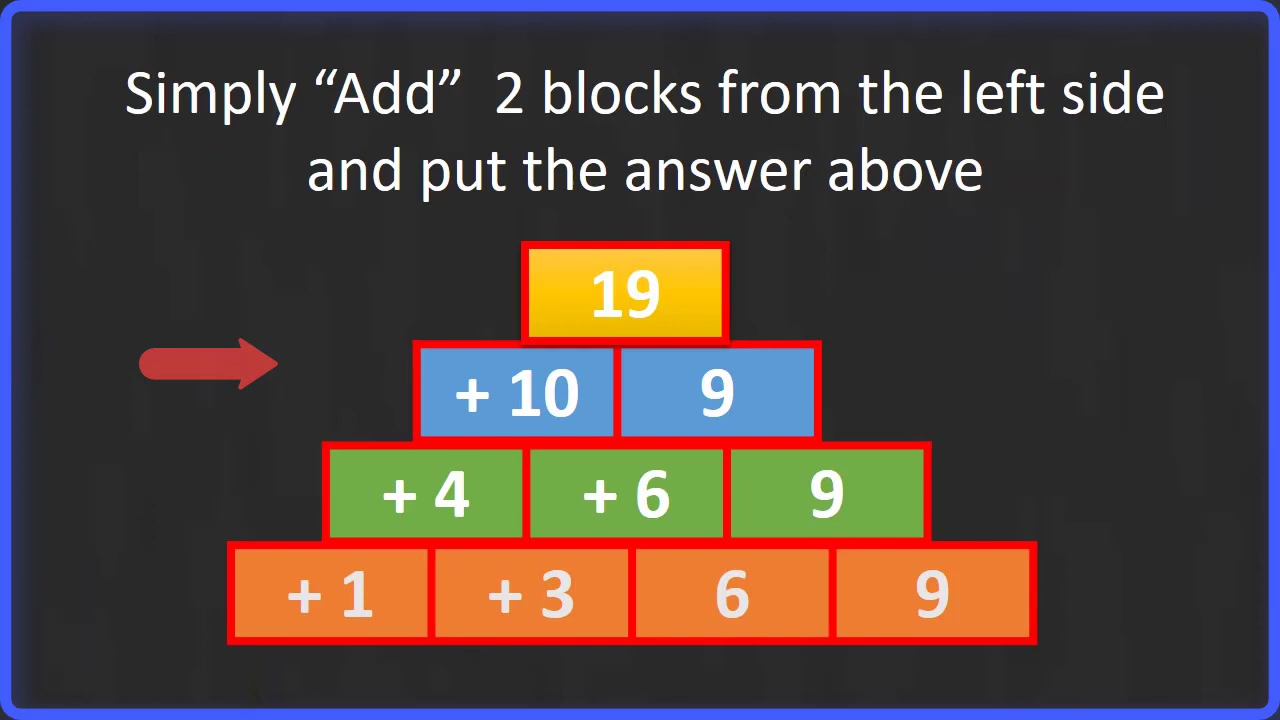 Simply “Add”  2 blocks from the left side
and put the answer above
19
+ 10 9
+ 4 + 6 9
+ 1 + 3 6 9